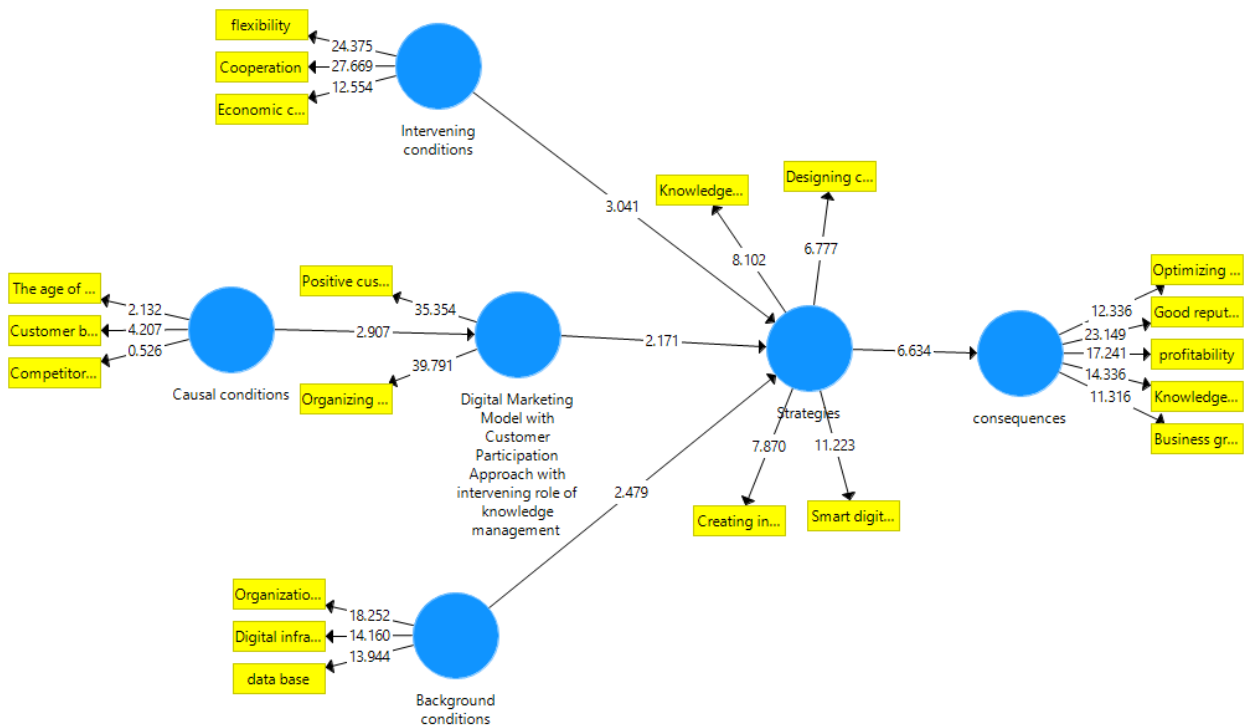 flexibility
24.375
Cooperation
27.669
12.554
Economic c...
Intervening
conditions
3.041
Designing c...
Knowledge...
6.777
8.102
The age of ...
2.132
Customer b...
4.207
0.526
Competitor...
Causal conditions
2.907
Positive cus...
35.354
39.791
Organizing ...
Digital Marketing
Model with
Customer
Participation
Approach with
intervening role of
knowledge
management
2.171
Strategies
7.870
11.223
Creating in...
Smart digit...
6.634
consequences
Optimizing ...
12.336
Good reput...
23.149
17.241
profitability
14.336
Knowledge...
11.316
Business gr...
2.479
Organizatio...
18.252
Digital infra...
14.160
13.944
data base
Background
conditions